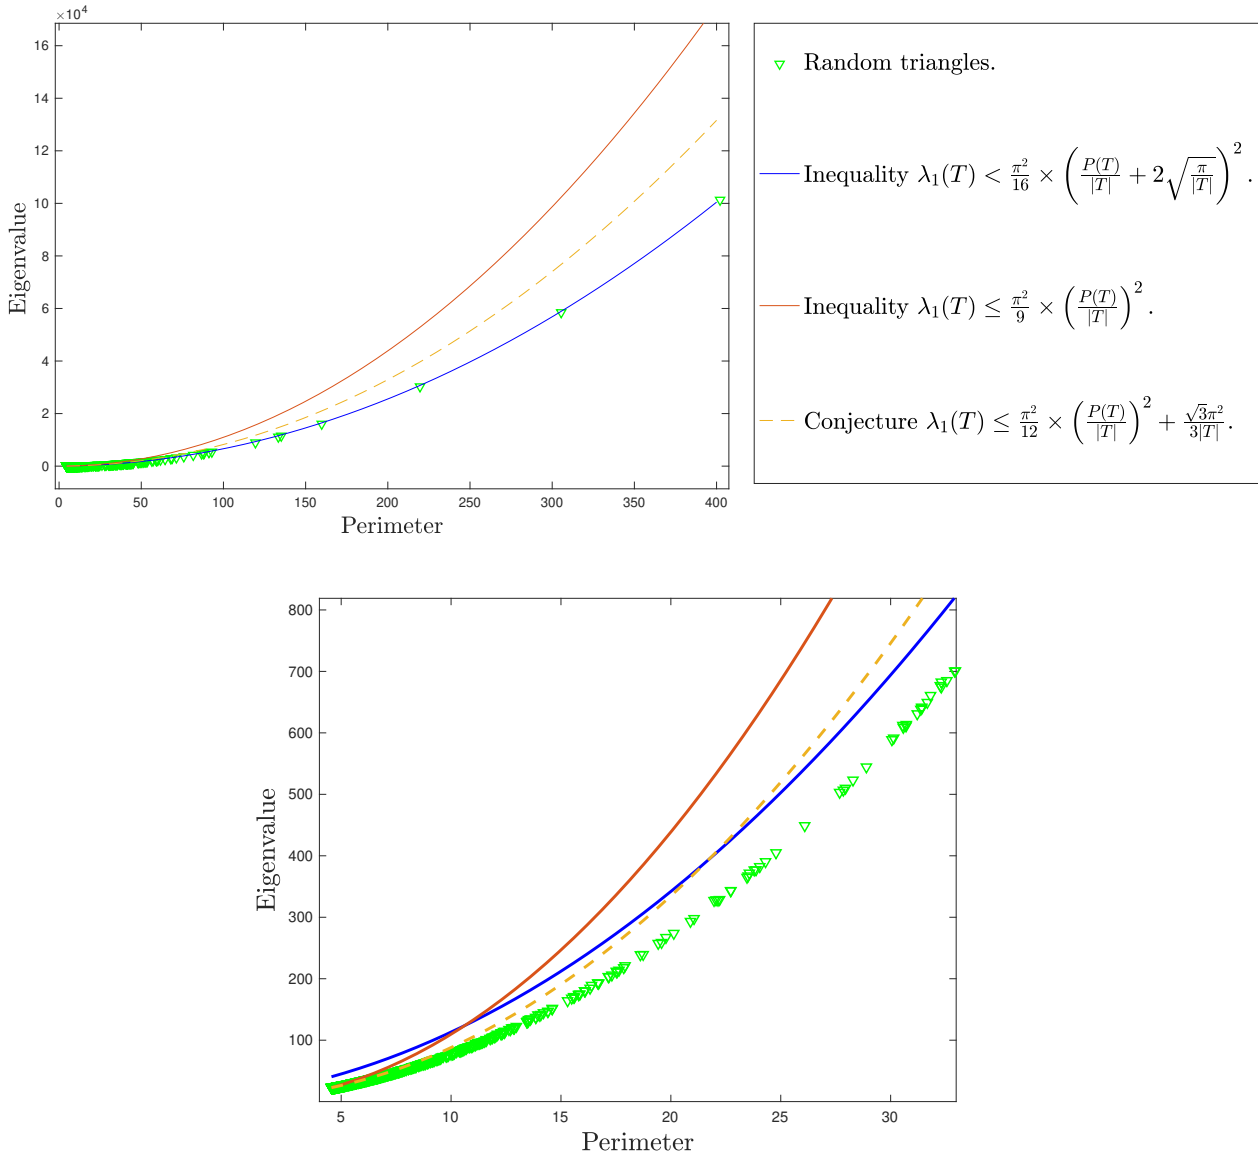 ×10⁴
16
14
12
10
8
6
4
2
0
Eigenvalue
0 50 100 150 200 250 300 350 400
Perimeter
Random triangles.
Inequality λ₁(T) < π²/16 × (P(T)/|T| + 2√(π/|T|))².
Inequality λ₁(T) ≤ π²/9 × (P(T)/|T|)².
Conjecture λ₁(T) ≤ π²/12 × (P(T)/|T|)² + √3π²/3|T|.
800
700
600
500
400
300
200
100
Eigenvalue
5 10 15 20 25 30
Perimeter